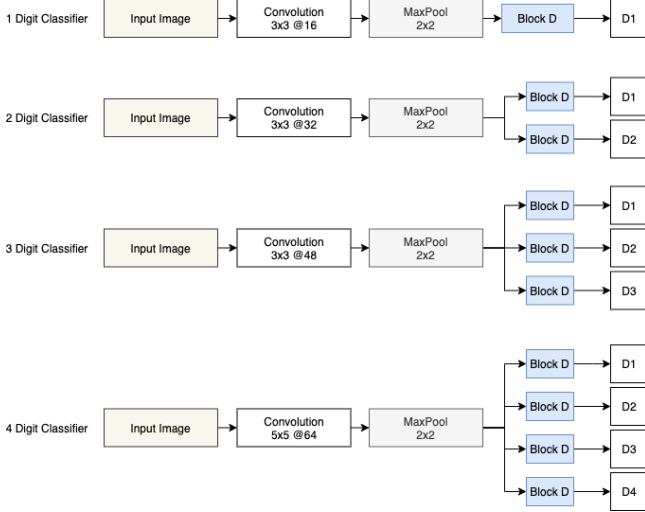 1 Digit Classifier
Input Image
Convolution
3x3 @16
MaxPool
2x2
Block D
D1
2 Digit Classifier
Input Image
Convolution
3x3 @32
MaxPool
2x2
Block D
D1
Block D
D2
3 Digit Classifier
Input Image
Convolution
3x3 @48
MaxPool
2x2
Block D
D1
Block D
D2
Block D
D3
4 Digit Classifier
Input Image
Convolution
5x5 @64
MaxPool
2x2
Block D
D1
Block D
D2
Block D
D3
Block D
D4